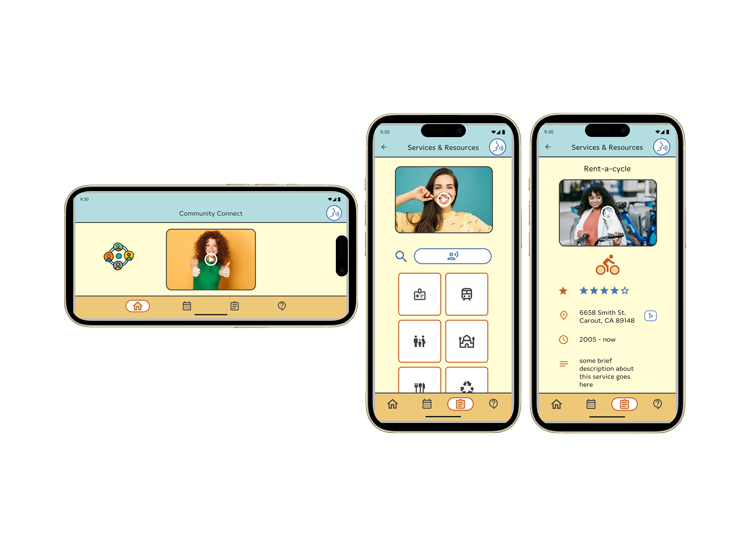 9:30
Community Connect
9:30
Services & Resources
9:30
Services & Resources
Rent-a-cycle
6658 Smith St.
Carout, CA 89148
2005 - now
some brief
description about
this service goes
here